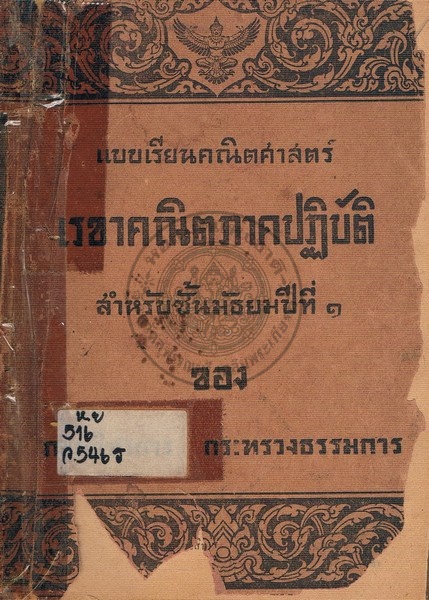 แบบเรียนคณิตศาสตร์
เรขาคณิตภาคปฏิบัติ
สำหรับชั้นมัธยมปีที่ ๑
ของ
หย
516
ก.546ร
กระทรวงธรรมการ